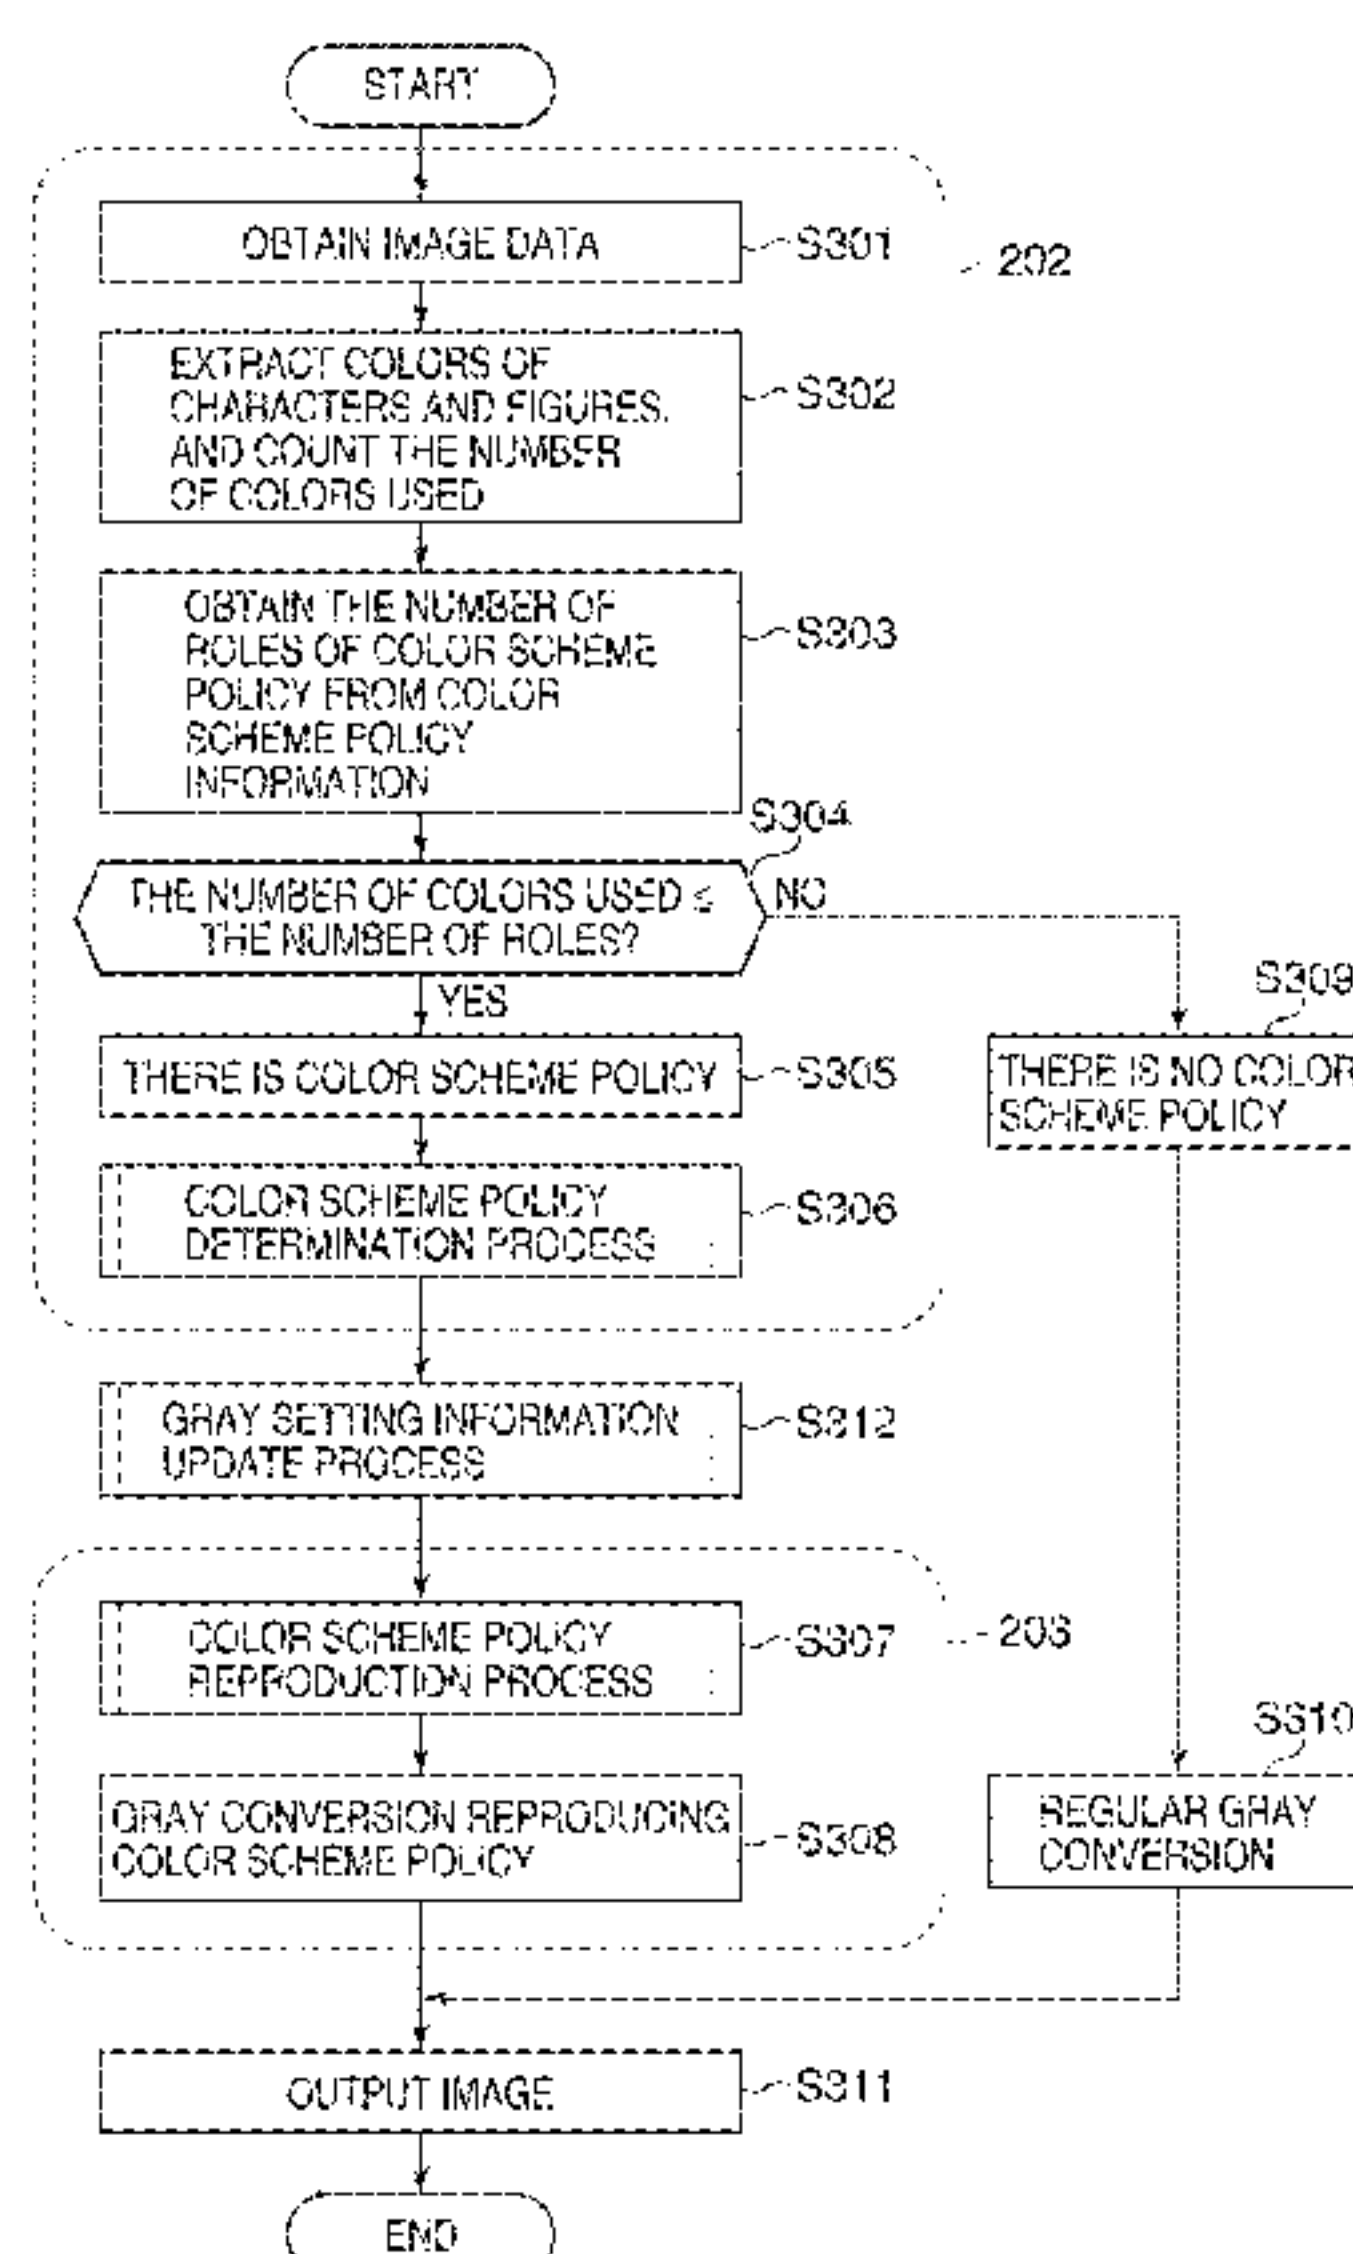 START
OBTAIN IMAGE DATA
S301
202
EXTRACT COLORS OF
CHARACTERS AND FIGURES,
AND COUNT THE NUMBER
OF COLORS USED
S302
OBTAIN THE NUMBER OF
ROLES OF COLOR SCHEME
POLICY FROM COLOR
SCHEME POLICY
INFORMATION
S303
S304
THE NUMBER OF COLORS USED ≤
THE NUMBER OF ROLES?
NO
YES
S309
THERE IS COLOR SCHEME POLICY
S305
THERE IS NO COLOR
SCHEME POLICY
COLOR SCHEME POLICY
DETERMINATION PROCESS
S306
GRAY SETTING INFORMATION
UPDATE PROCESS
S312
COLOR SCHEME POLICY
REPRODUCTION PROCESS
S307
203
S310
GRAY CONVERSION REPRODUCING
COLOR SCHEME POLICY
S308
REGULAR GRAY
CONVERSION
OUTPUT IMAGE
S311
END